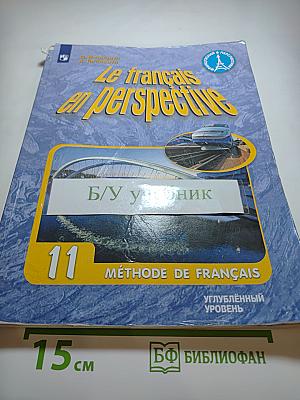 Le français
en perspective
Б/У учебник
11
MÉTHODE DE FRANÇAIS
УГЛУБЛЁННЫЙ
УРОВЕНЬ
15 см
БФ БИБЛИОФАН